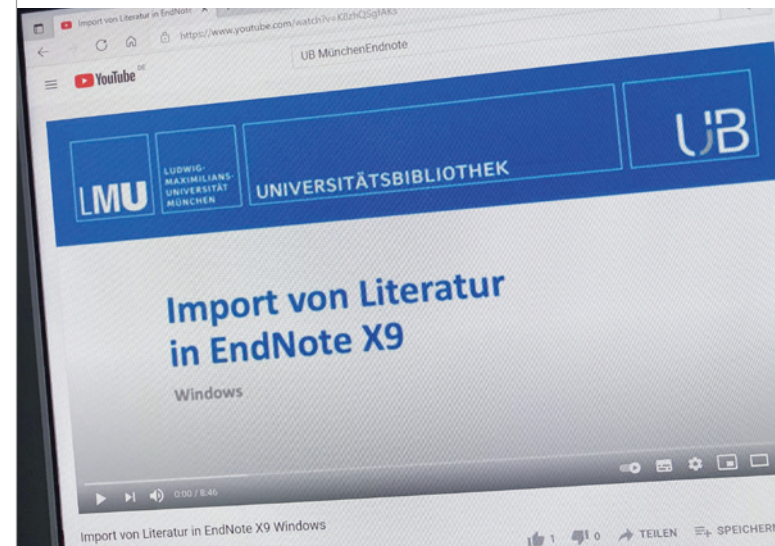 Import von Literatur in EndNote
https://www.youtube.com/watch?v=K8zhQSgfAKs
YouTube DE
UB MünchenEndnote
LMU
LUDWIG-
MAXIMILIANS-
UNIVERSITÄT
MÜNCHEN
UNIVERSITÄTSBIBLIOTHEK
UB
Import von Literatur
in EndNote X9
Windows
0:00 / 8:46
Import von Literatur in EndNote X9 Windows
1
0
TEILEN
SPEICHERN